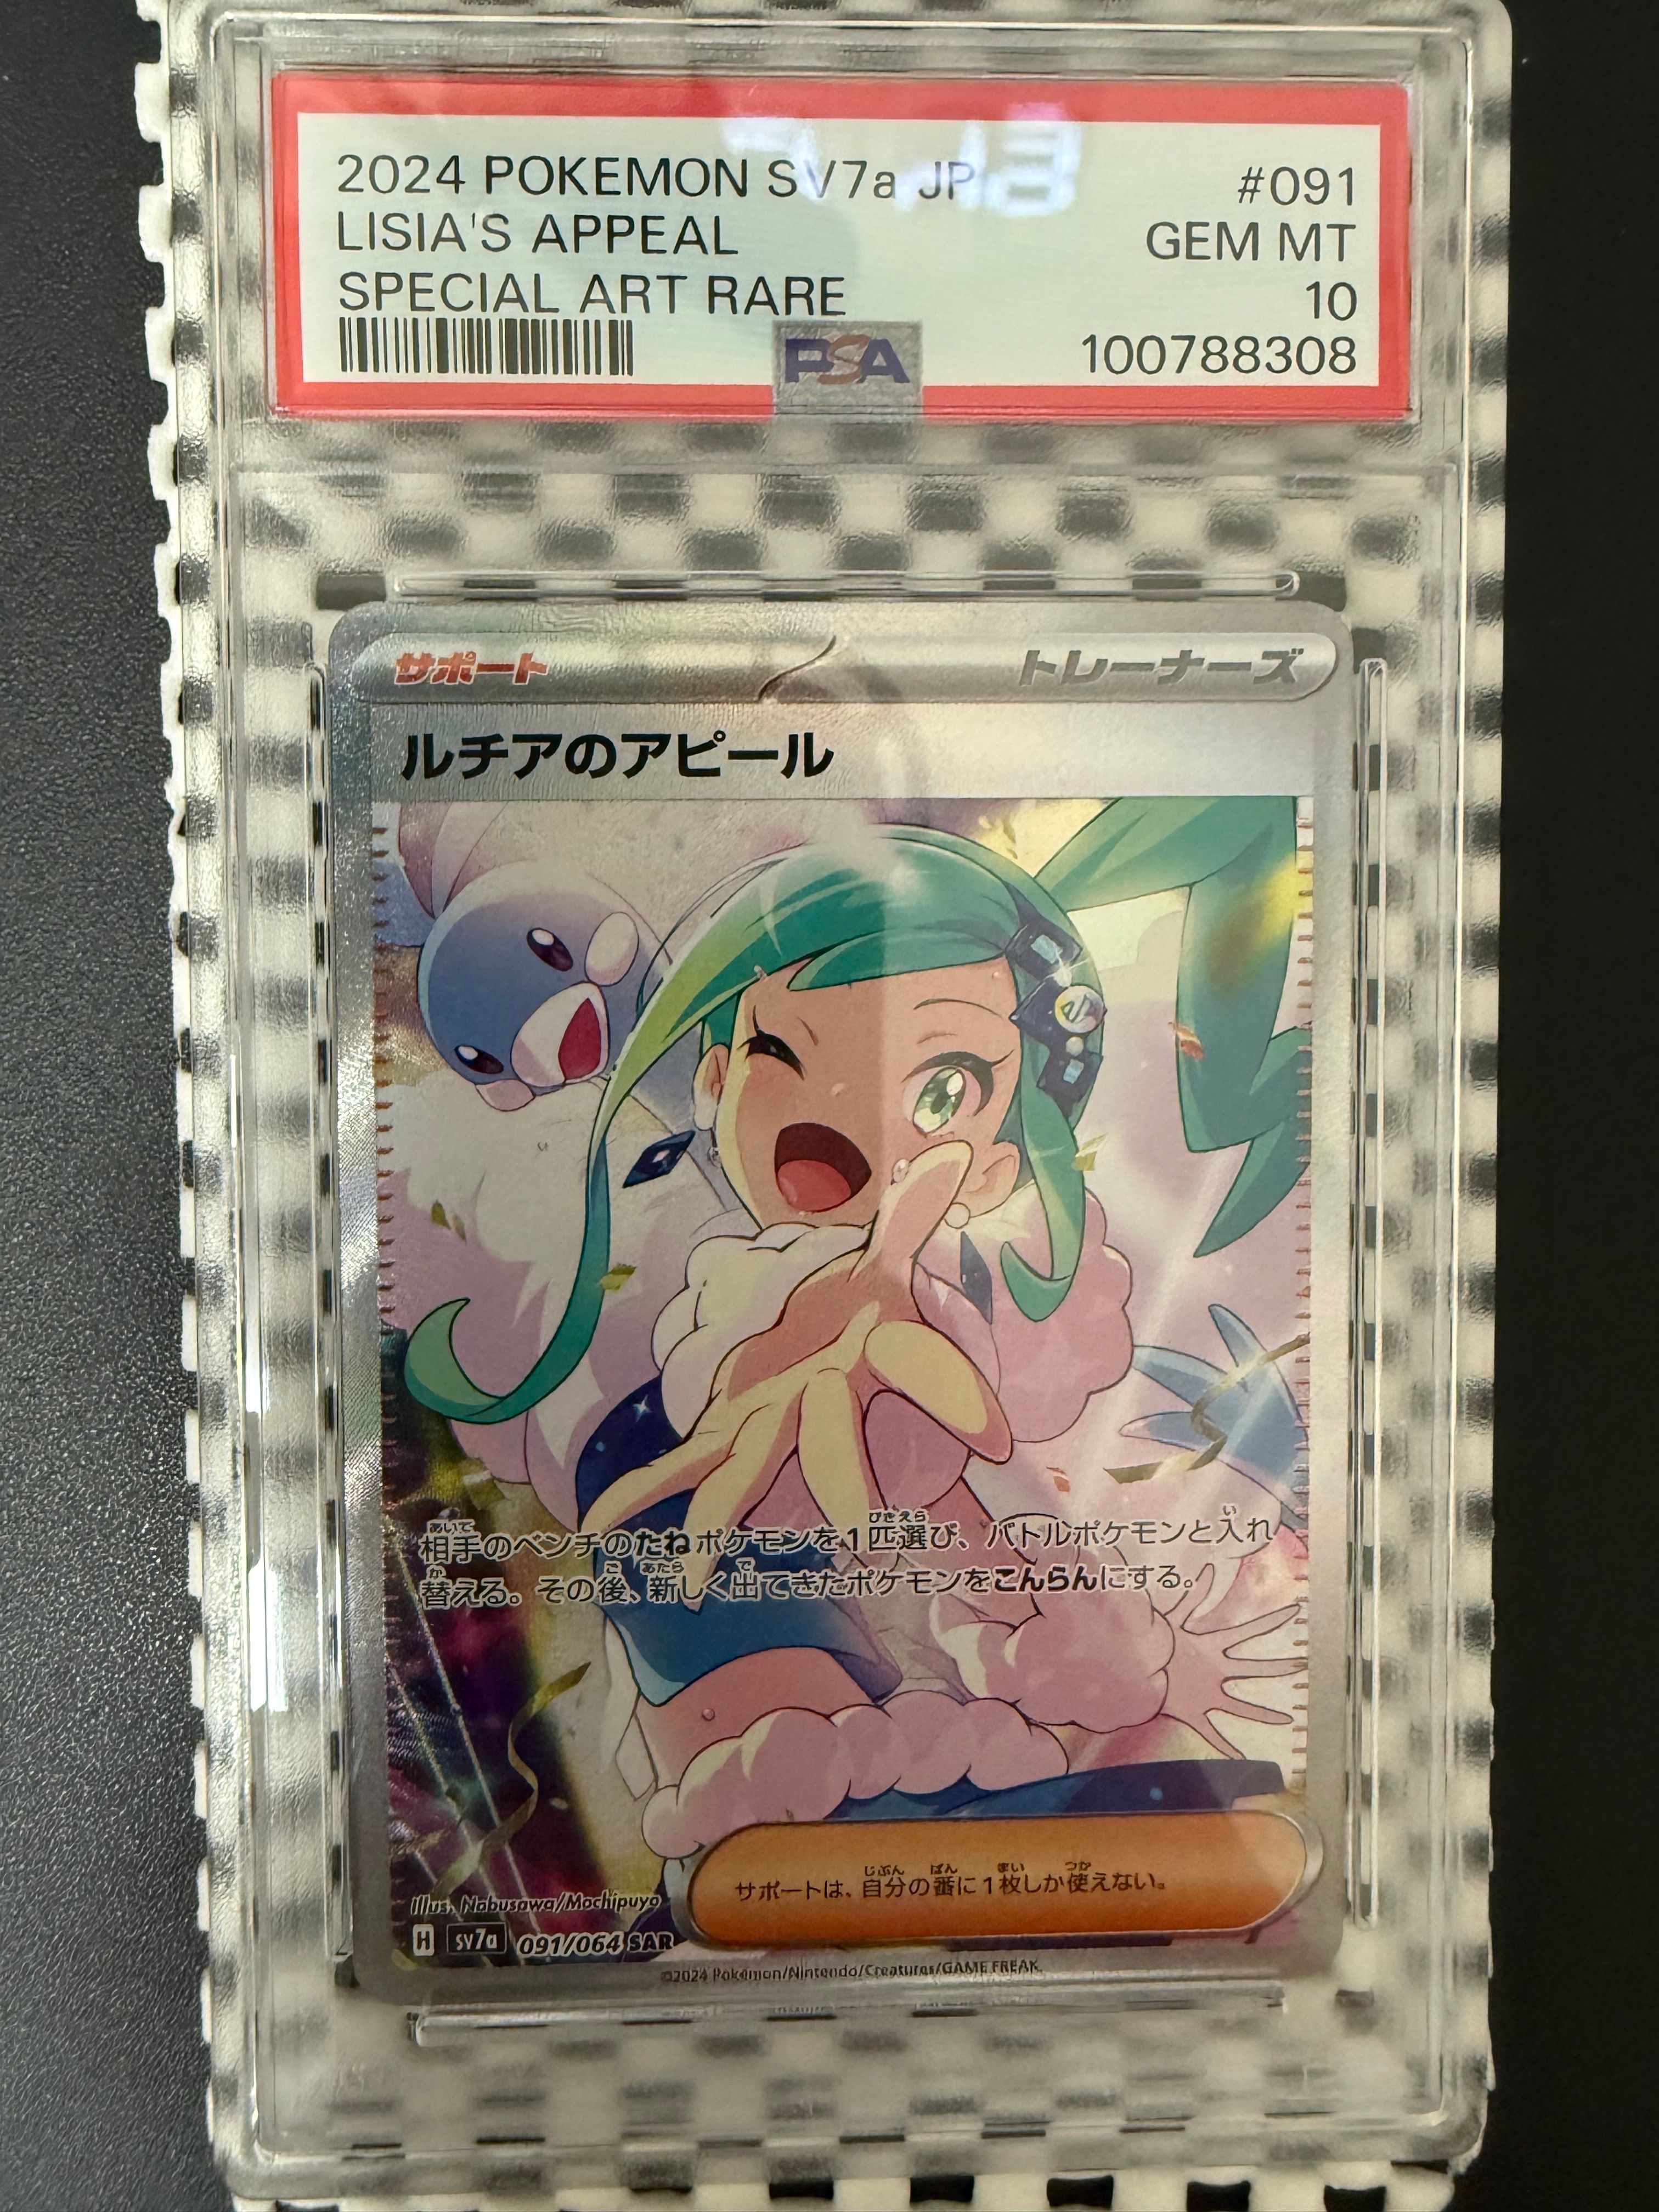 2024 POKEMON SV7a JP #091
LISIA'S APPEAL GEM MT
SPECIAL ART RARE 10
PSA 100788308
サポート トレーナーズ
ルチアのアピール
相手のベンチのたねポケモンを1匹選び、バトルポケモンと入れ
替える。その後、新しく出てきたポケモンをこんらんにする。
サポートは、自分の番に1枚しか使えない。
Illus. Nabusawa/Mochipuyo
H sv7a 091/064 SAR
©2024 Pokémon/Nintendo/Creatures/GAME FREAK.